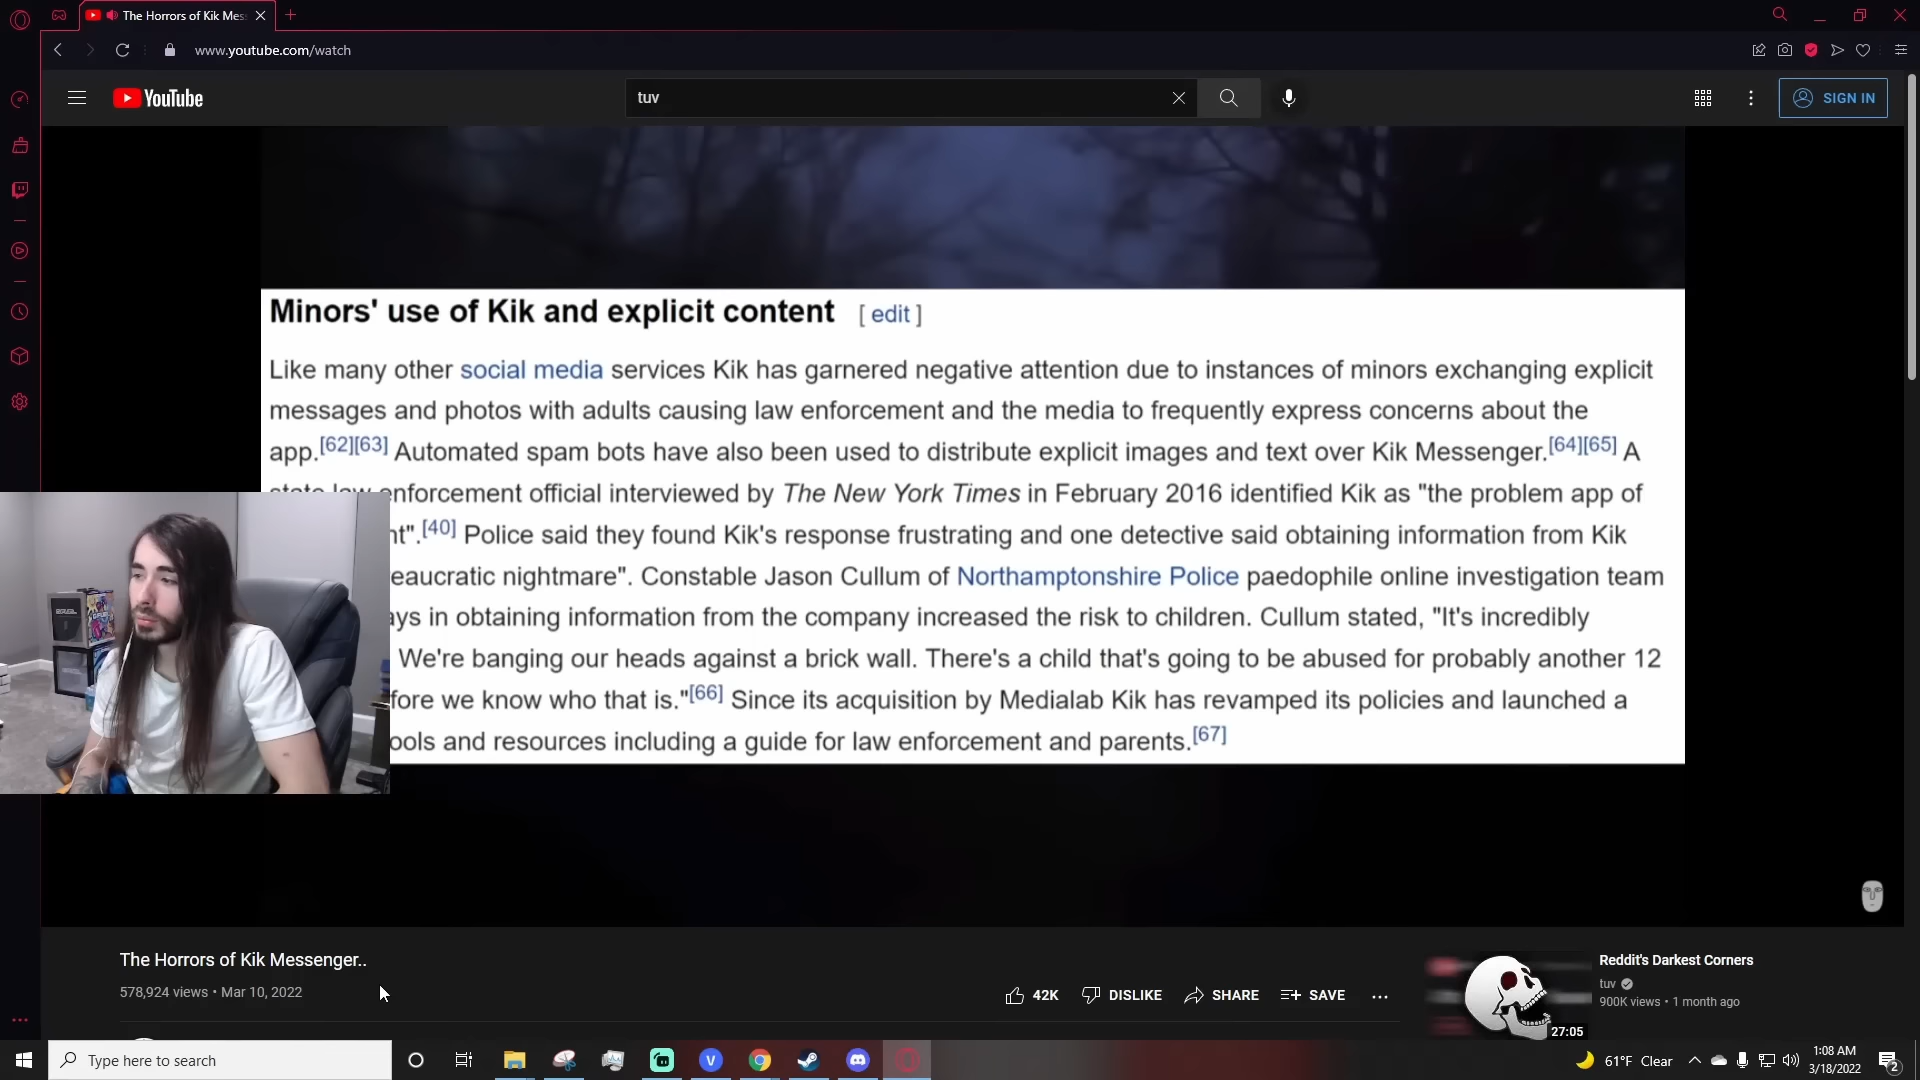 The Horrors of Kik Mes
www.youtube.com/watch
YouTube
tuv
SIGN IN
Minors' use of Kik and explicit content [ edit ]
Like many other social media services Kik has garnered negative attention due to instances of minors exchanging explicit
messages and photos with adults causing law enforcement and the media to frequently express concerns about the
app.[62][63] Automated spam bots have also been used to distribute explicit images and text over Kik Messenger.[64][65] A
state law enforcement official interviewed by The New York Times in February 2016 identified Kik as "the problem app of
nt".[40] Police said they found Kik's response frustrating and one detective said obtaining information from Kik
eaucratic nightmare". Constable Jason Cullum of Northamptonshire Police paedophile online investigation team
ays in obtaining information from the company increased the risk to children. Cullum stated, "It's incredibly
We're banging our heads against a brick wall. There's a child that's going to be abused for probably another 12
fore we know who that is."[66] Since its acquisition by Medialab Kik has revamped its policies and launched a
ools and resources including a guide for law enforcement and parents.[67]
The Horrors of Kik Messenger..
578,924 views • Mar 10, 2022
42K DISLIKE SHARE SAVE
Reddit's Darkest Corners
tuv
900K views • 1 month ago
27:05
Type here to search
61°F Clear
1:08 AM
3/18/2022
2